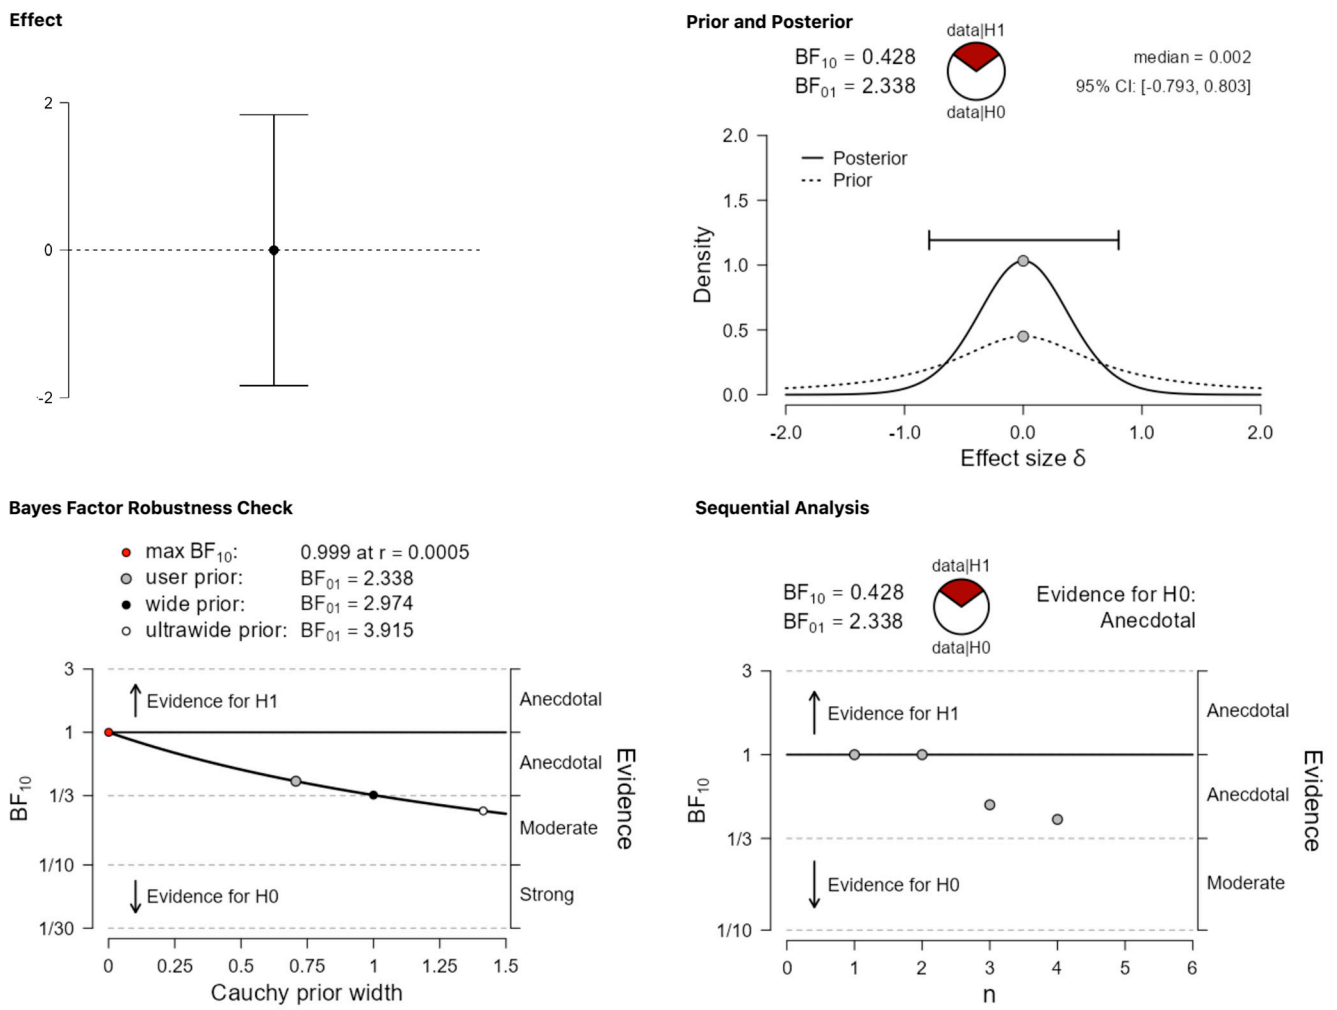 Effect
2
0
-2
Prior and Posterior
data|H1
BF10 = 0.428
BF01 = 2.338
data|H0
median = 0.002
95% CI: [-0.793, 0.803]
2.0
1.5
1.0
0.5
0.0
Density
Posterior
Prior
-2.0 -1.0 0.0 1.0 2.0
Effect size δ
Bayes Factor Robustness Check
max BF10: 0.999 at r = 0.0005
user prior: BF01 = 2.338
wide prior: BF01 = 2.974
ultrawide prior: BF01 = 3.915
3
1
1/3
1/10
1/30
BF10
Evidence for H1
Evidence for H0
Anecdotal
Anecdotal
Moderate
Strong
Evidence
0 0.25 0.5 0.75 1 1.25 1.5
Cauchy prior width
Sequential Analysis
data|H1
BF10 = 0.428
BF01 = 2.338
data|H0
Evidence for H0:
Anecdotal
3
1
1/3
1/10
BF10
Evidence for H1
Evidence for H0
Anecdotal
Anecdotal
Moderate
Evidence
0 1 2 3 4 5 6
n